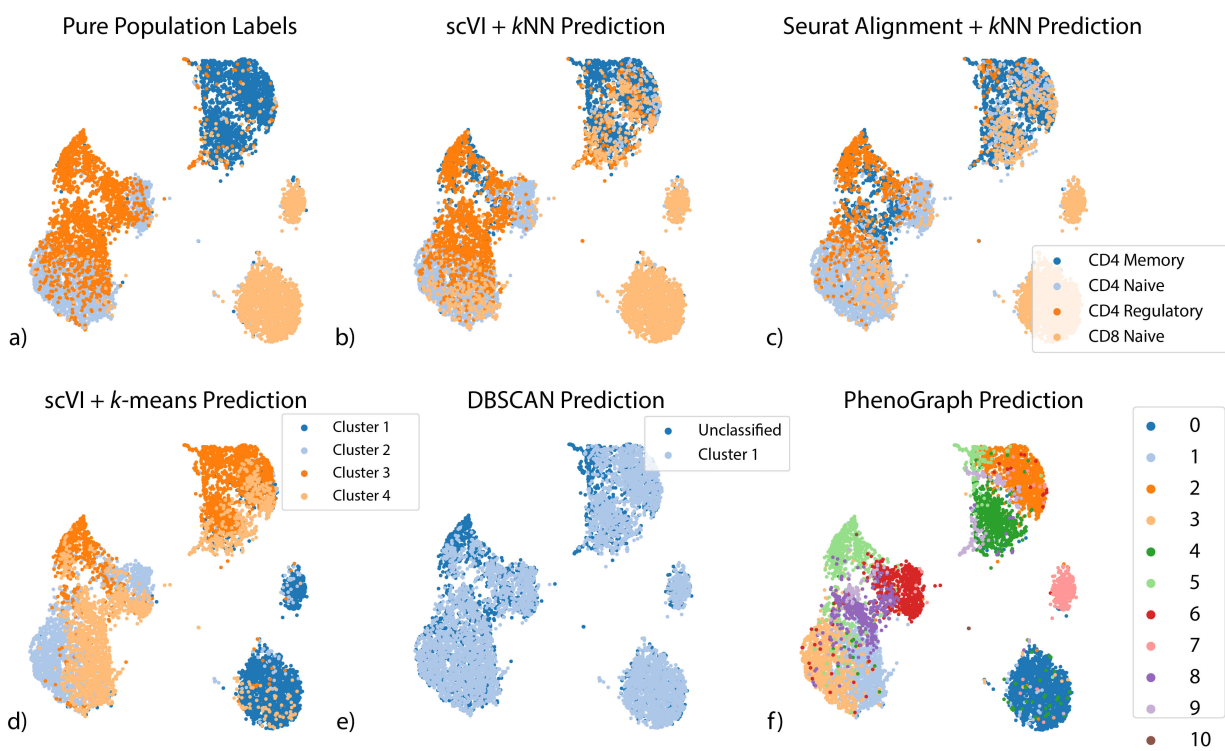 Pure Population Labels
scVI + kNN Prediction
Seurat Alignment + kNN Prediction
CD4 Memory
CD4 Naive
CD4 Regulatory
CD8 Naive
a)
b)
c)
scVI + k-means Prediction
DBSCAN Prediction
PhenoGraph Prediction
Cluster 1
Cluster 2
Cluster 3
Cluster 4
Unclassified
Cluster 1
0
1
2
3
4
5
6
7
8
9
10
d)
e)
f)